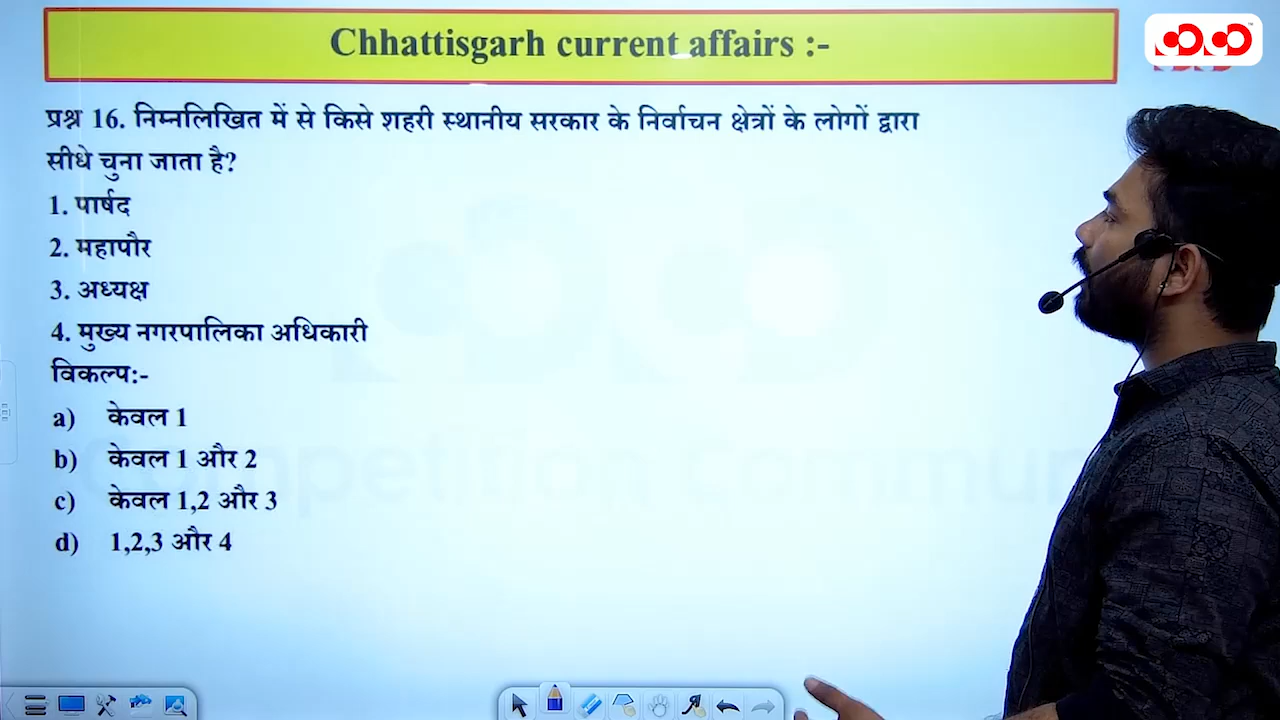 Chhattisgarh current affairs :-
प्रश्न 16. निम्नलिखित में से किसे शहरी स्थानीय सरकार के निर्वाचन क्षेत्रों के लोगों द्वारा
सीधे चुना जाता है?
1. पार्षद
2. महापौर
3. अध्यक्ष
4. मुख्य नगरपालिका अधिकारी
विकल्प:-
a) केवल 1
b) केवल 1 और 2
c) केवल 1,2 और 3
d) 1,2,3 और 4